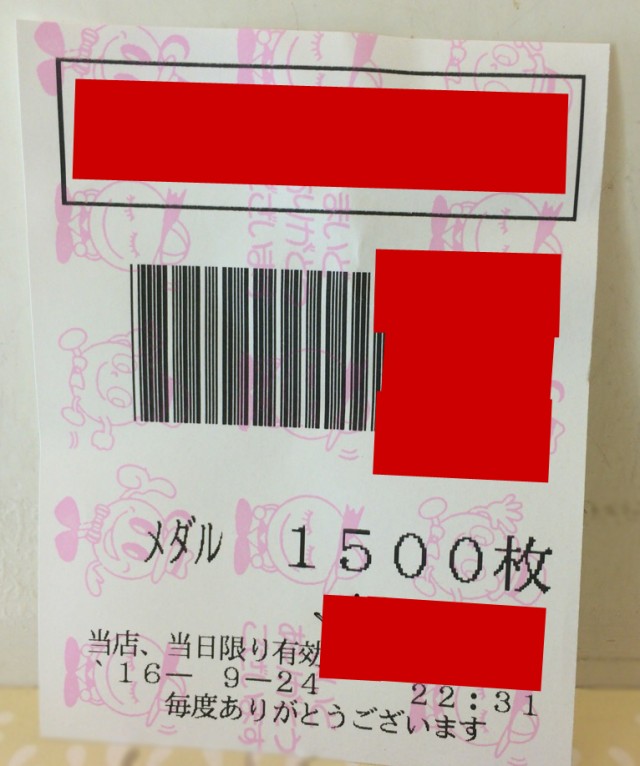 メダル 1500枚
当店、当日限り有効
'16− 9−24 22:31
毎度ありがとうございます